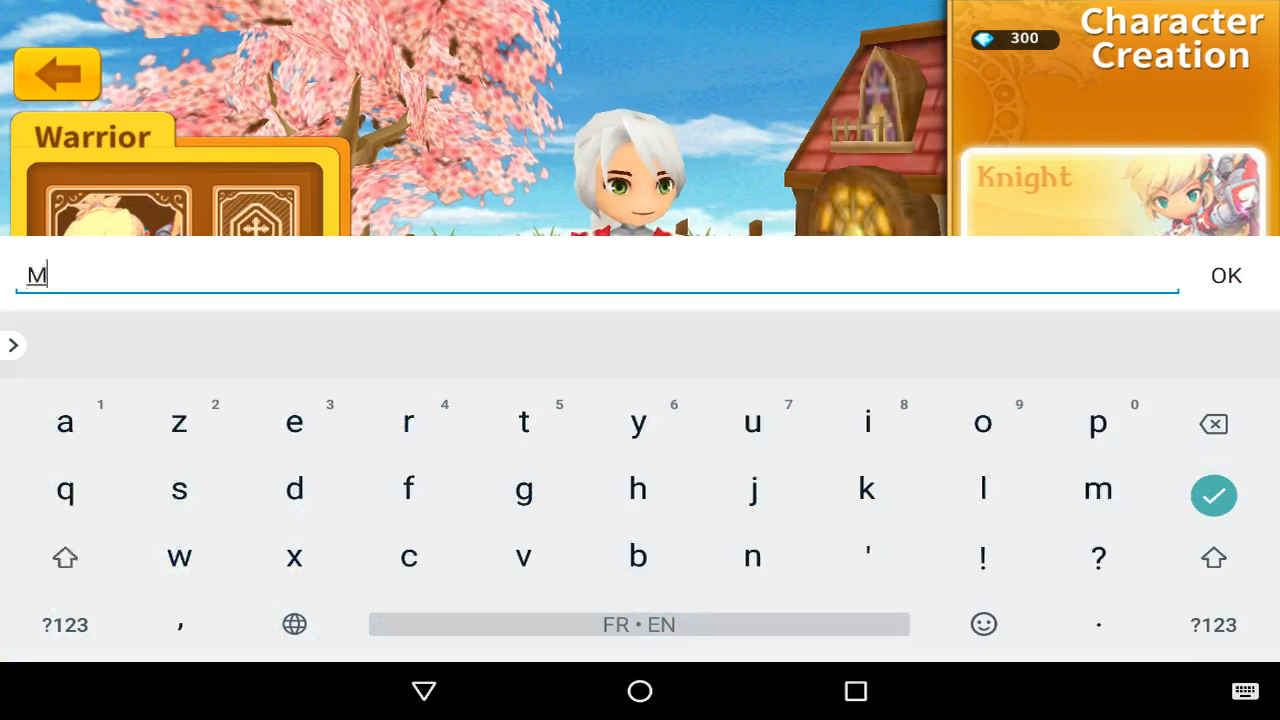 Character
Creation
300
Warrior
Knight
M
OK
1 2 3 4 5 6 7 8 9 0
a z e r t y u i o p
q s d f g h j k l m
w x c v b n ' ! ?
?123 , FR • EN . ?123